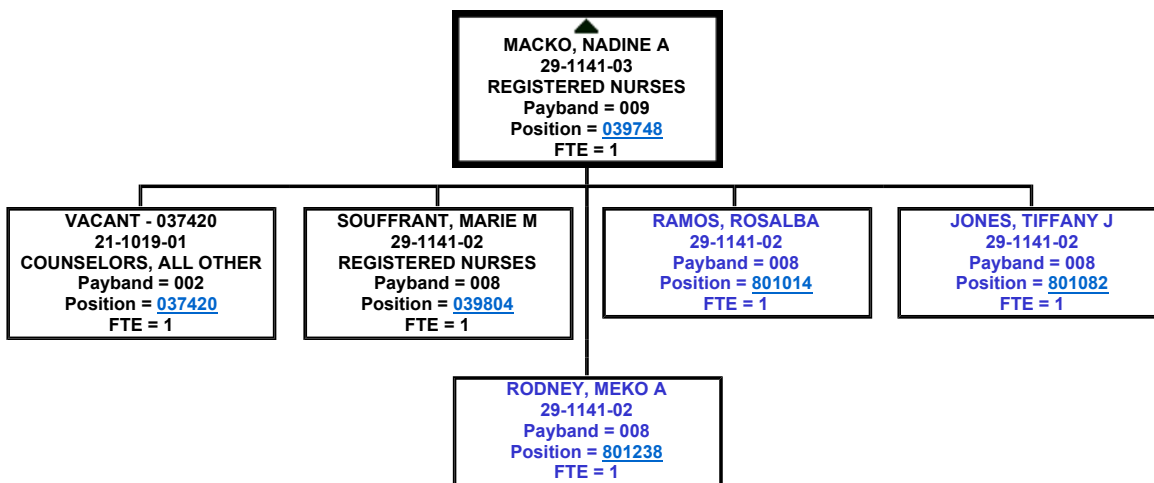 MACKO, NADINE A
29-1141-03
REGISTERED NURSES
Payband = 009
Position = 039748
FTE = 1
VACANT - 037420
21-1019-01
COUNSELORS, ALL OTHER
Payband = 002
Position = 037420
FTE = 1
SOUFFRANT, MARIE M
29-1141-02
REGISTERED NURSES
Payband = 008
Position = 039804
FTE = 1
RAMOS, ROSALBA
29-1141-02
Payband = 008
Position = 801014
FTE = 1
JONES, TIFFANY J
29-1141-02
Payband = 008
Position = 801082
FTE = 1
RODNEY, MEKO A
29-1141-02
Payband = 008
Position = 801238
FTE = 1